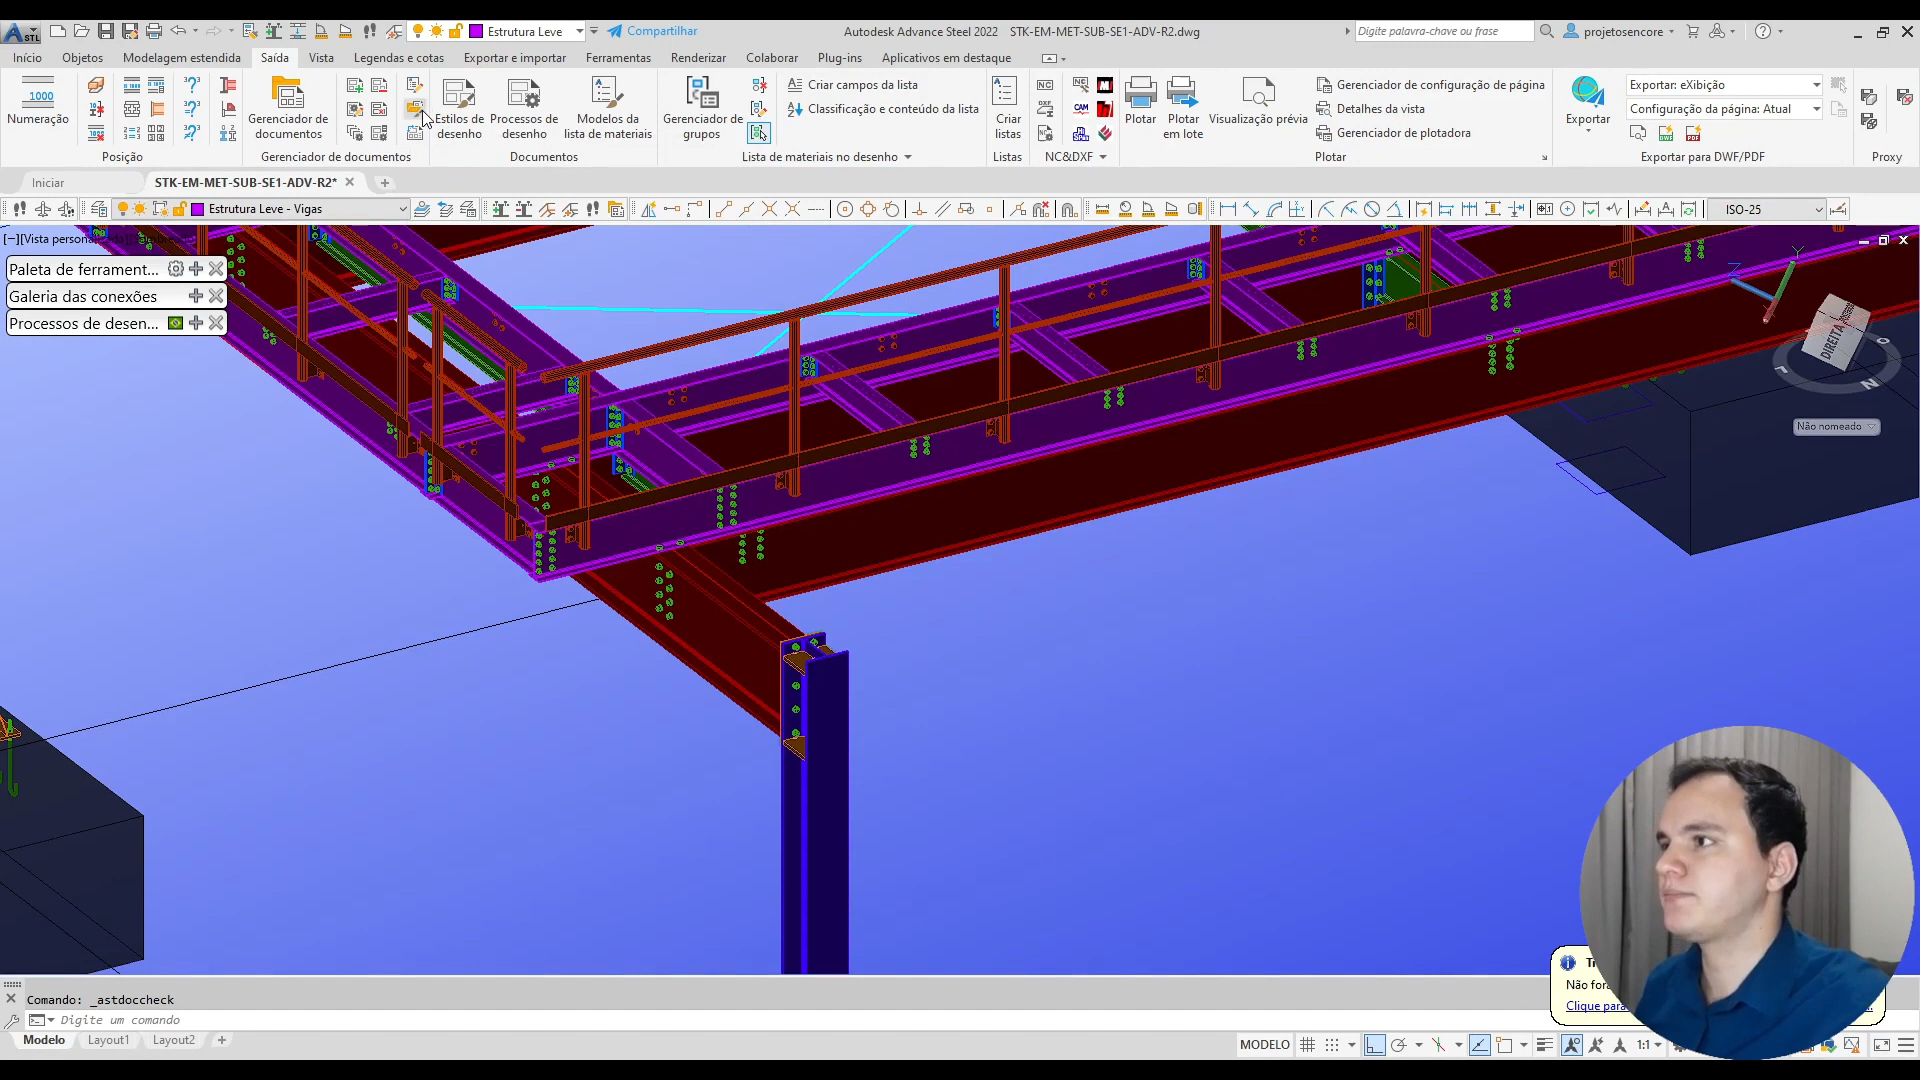 STL
Estrutura Leve
Compartilhar
Autodesk Advance Steel 2022 STK-EM-MET-SUB-SE1-ADV-R2.dwg
Digite palavra-chave ou frase
projetosencore
Início Objetos Modelagem estendida Saída Vista Legendas e cotas Exportar e importar Ferramentas Renderizar Colaborar Plug-ins Aplicativos em destaque
1000
Numeração
Posição
Gerenciador de documentos
Gerenciador de documentos
Estilos de desenho
Processos de desenho
Modelos da lista de materiais
Documentos
Gerenciador de grupos
Criar campos da lista
Classificação e conteúdo da lista
Lista de materiais no desenho
Criar listas
Listas
NC
DXF
CAM
NC&DXF
Plotar
Plotar em lote
Visualização prévia
Gerenciador de configuração de página
Detalhes da vista
Gerenciador de plotadora
Plotar
Exportar
Exportar: eXibição
Configuração da página: Atual
Exportar para DWF/PDF
Proxy
Iniciar
STK-EM-MET-SUB-SE1-ADV-R2*
Estrutura Leve - Vigas
ISO-25
Paleta de ferrament...
Galeria das conexões
Processos de desen...
Y
Z
DIREITA
N
Não nomeado
Comando: _astdoccheck
Digite um comando
Modelo Layout1 Layout2
MODELO
1:1